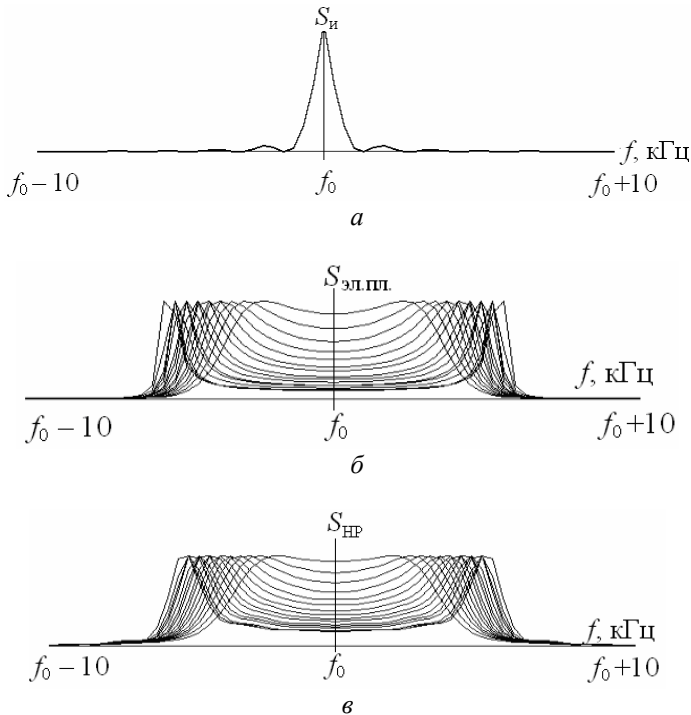 Sи
f, кГц
f₀ – 10
f₀
f₀+10
а
Sэл.пл.
f, кГц
f₀ – 10
f₀
f₀+10
б
SНР
f, кГц
f₀ – 10
f₀
f₀+10
в